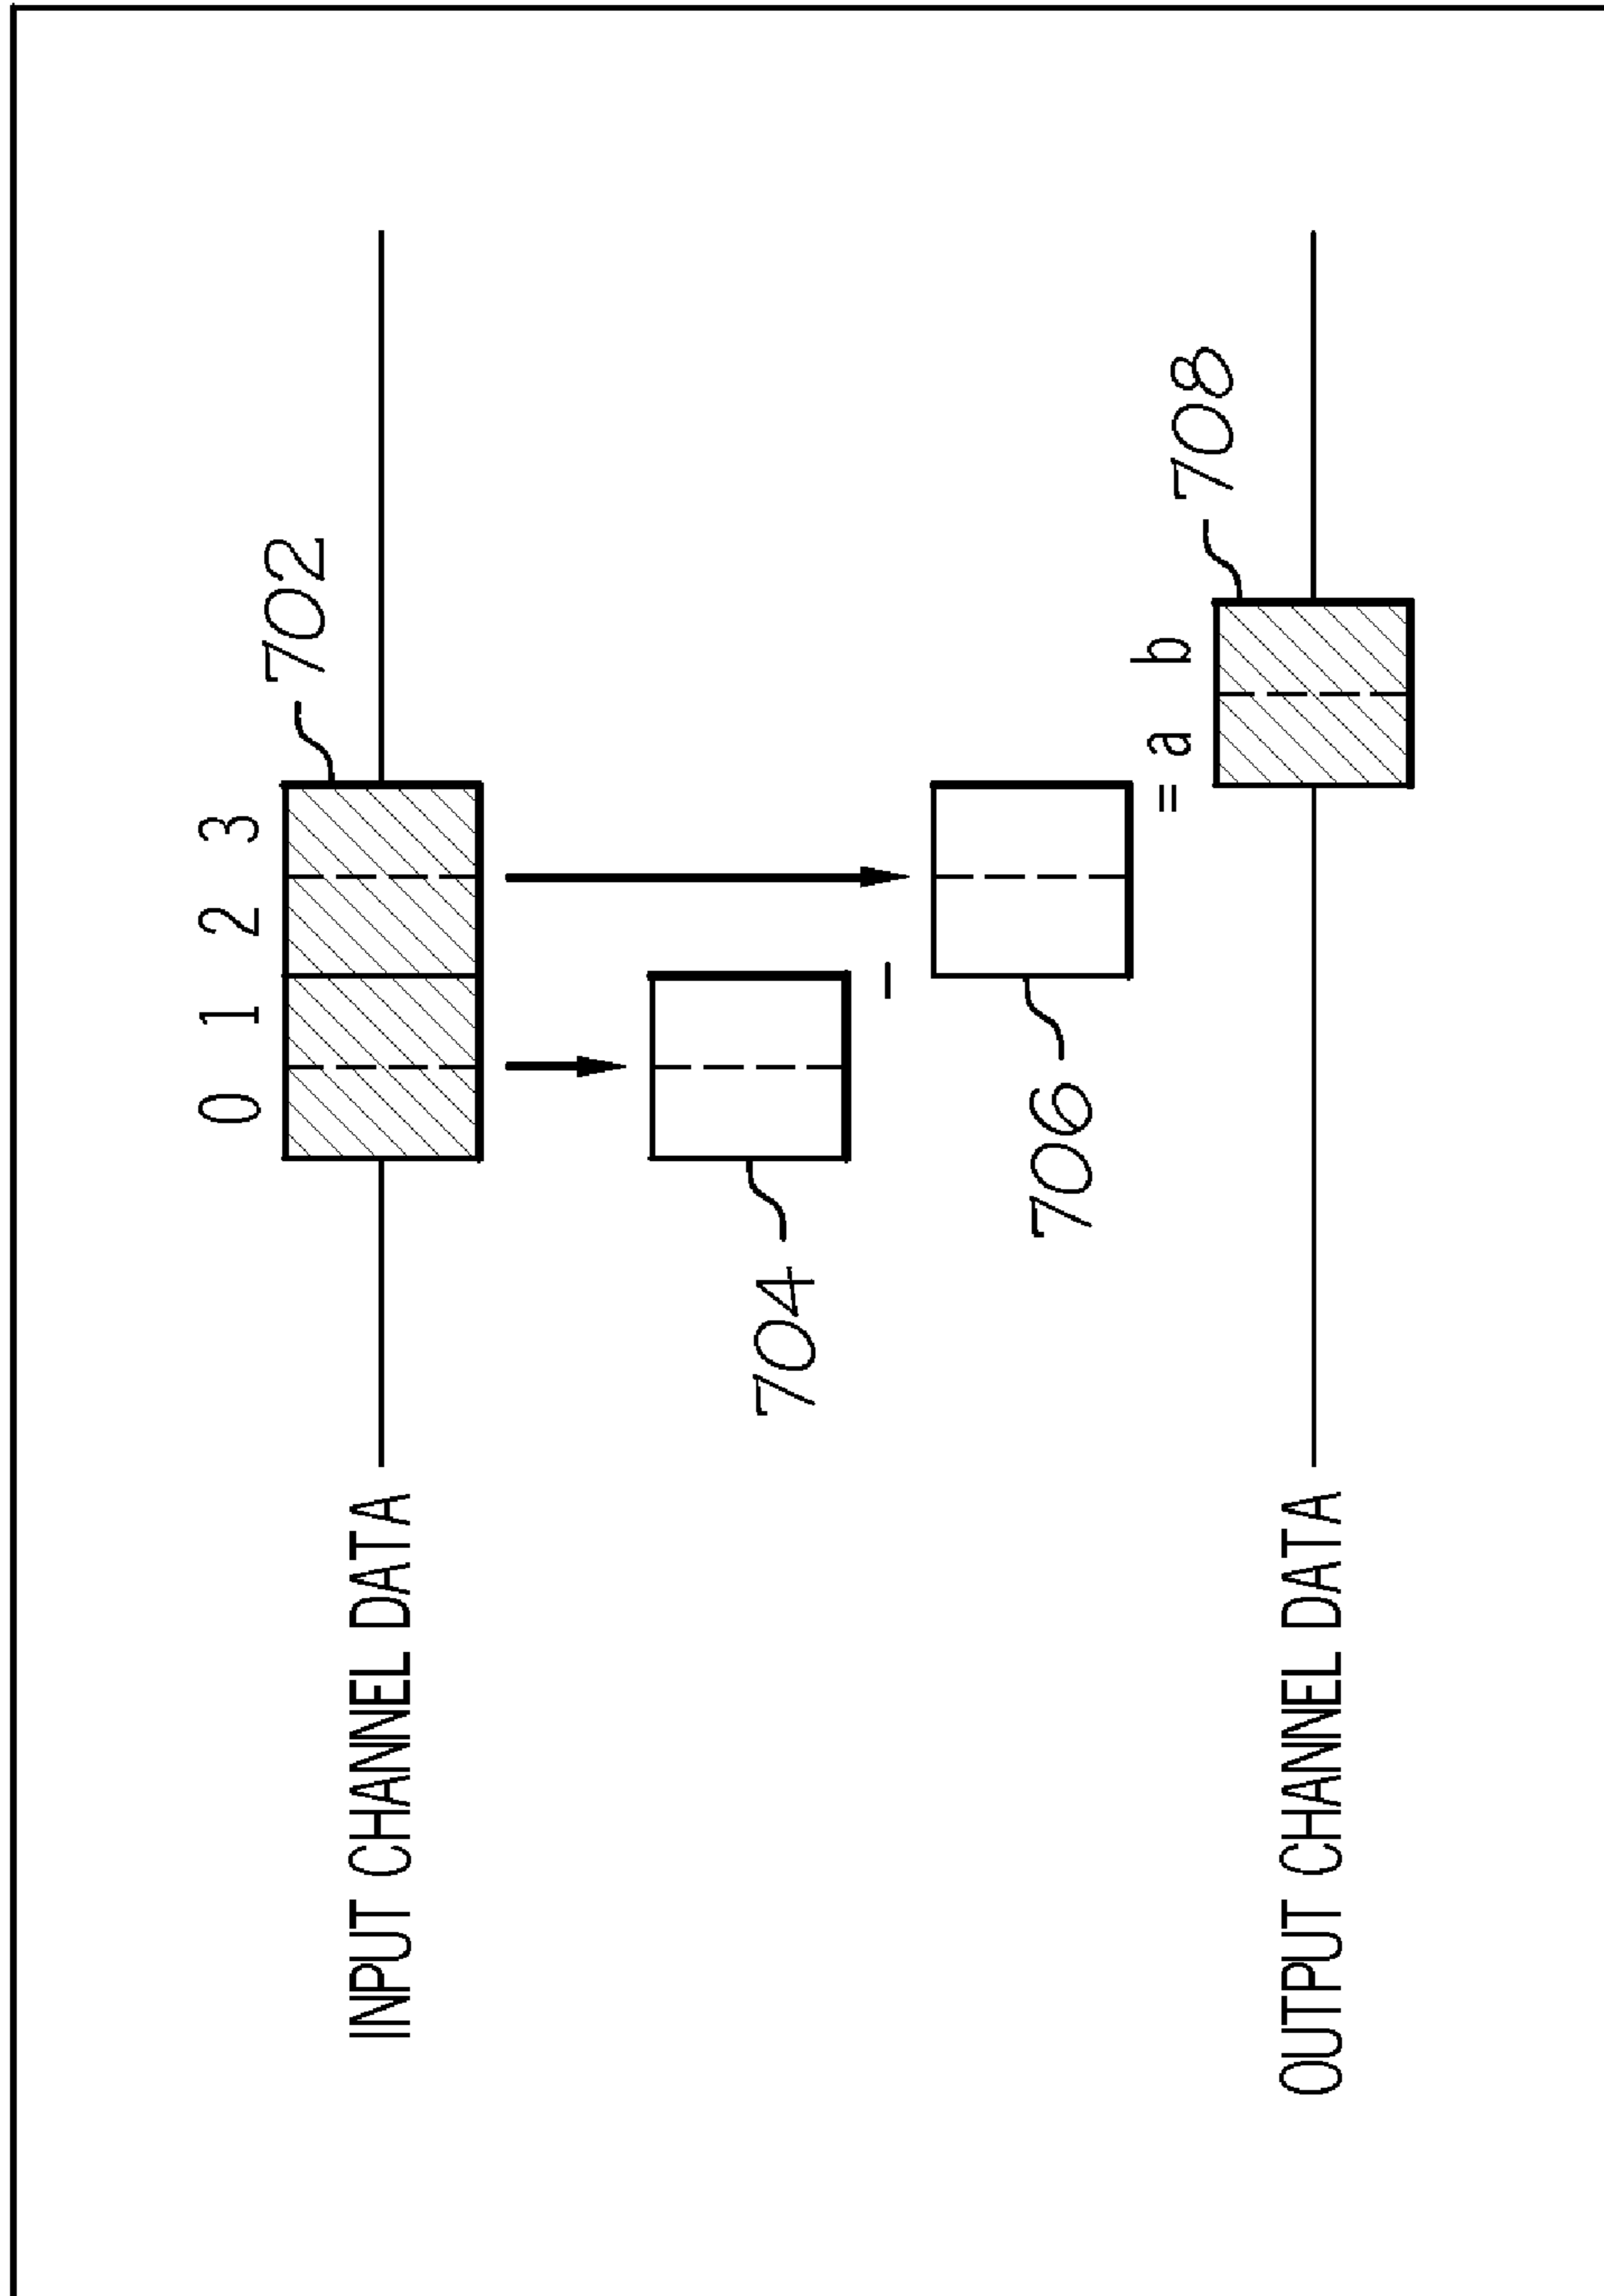 0 1 2 3
702
INPUT CHANNEL DATA
704
–
706
= a b
708
OUTPUT CHANNEL DATA